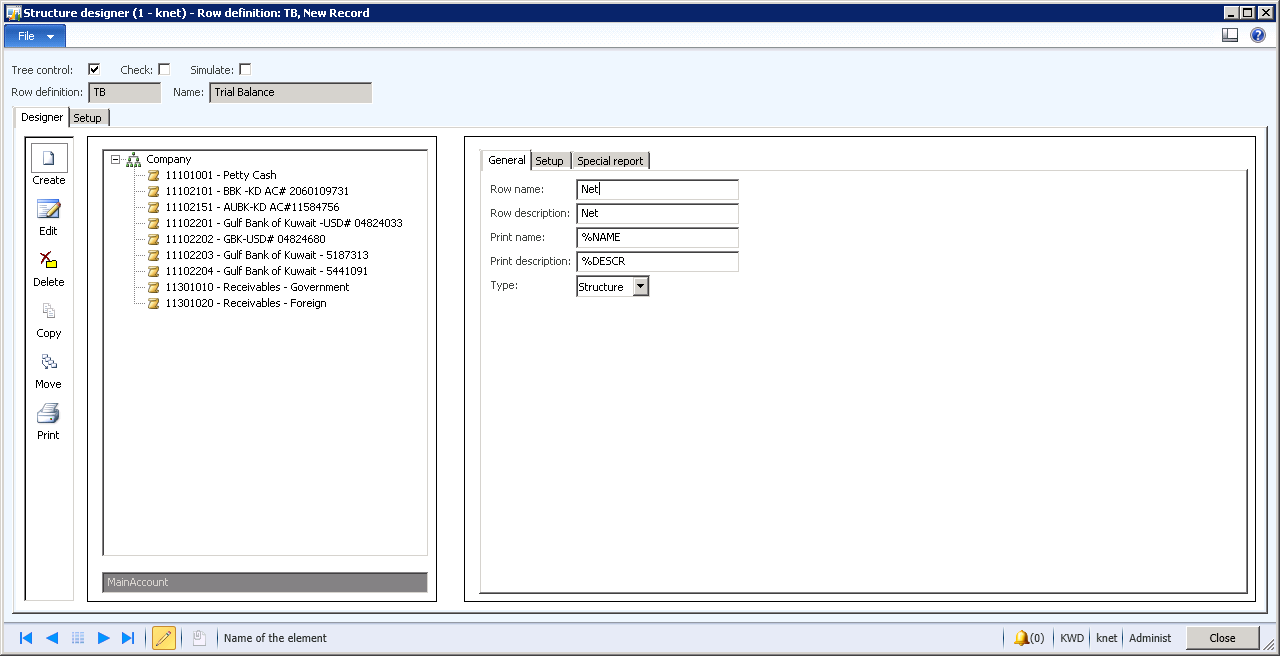 Structure designer (1 - knet) - Row definition: TB, New Record
File
Tree control: Check: Simulate:
Row definition: TB Name: Trial Balance
Designer Setup
Create
Edit
Delete
Copy
Move
Print
Company
11101001 - Petty Cash
11102101 - BBK -KD AC# 2060109731
11102151 - AUBK-KD AC#11584756
11102201 - Gulf Bank of Kuwait -USD# 04824033
11102202 - GBK-USD# 04824680
11102203 - Gulf Bank of Kuwait - 5187313
11102204 - Gulf Bank of Kuwait - 5441091
11301010 - Receivables - Government
11301020 - Receivables - Foreign
MainAccount
General Setup Special report
Row name: Net
Row description: Net
Print name: %NAME
Print description: %DESCR
Type: Structure
Name of the element (0) KWD knet Administ Close